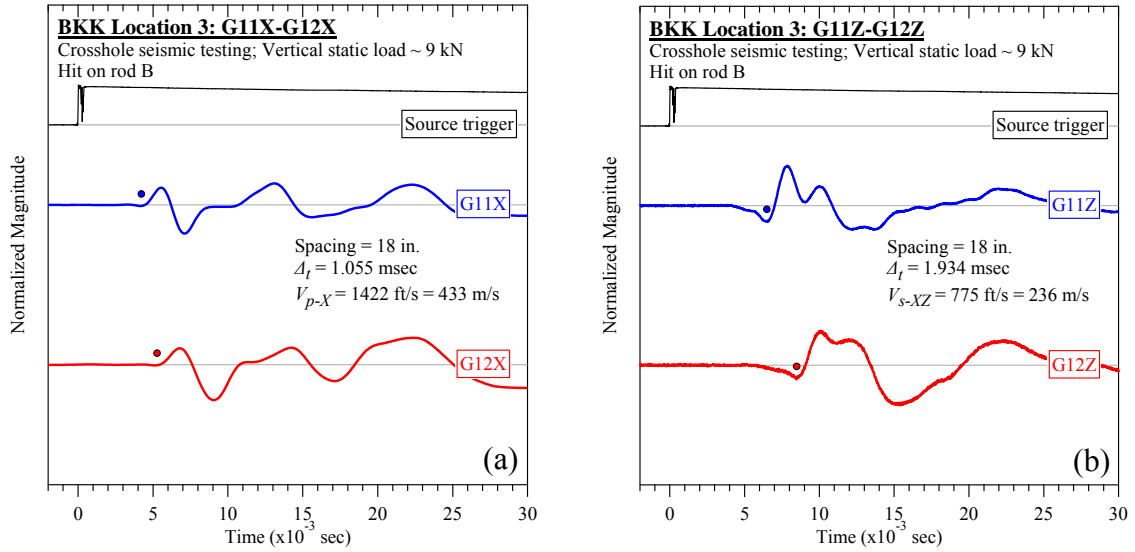 BKK Location 3: G11X-G12X
Crosshole seismic testing; Vertical static load ~ 9 kN
Hit on rod B
Source trigger
G11X
Spacing = 18 in.
Δt = 1.055 msec
Vp-X = 1422 ft/s = 433 m/s
G12X
(a)
Normalized Magnitude
0 5 10 15 20 25 30
Time (x10-3 sec)
BKK Location 3: G11Z-G12Z
Crosshole seismic testing; Vertical static load ~ 9 kN
Hit on rod B
Source trigger
G11Z
Spacing = 18 in.
Δt = 1.934 msec
Vs-XZ = 775 ft/s = 236 m/s
G12Z
(b)
Normalized Magnitude
0 5 10 15 20 25 30
Time (x10-3 sec)